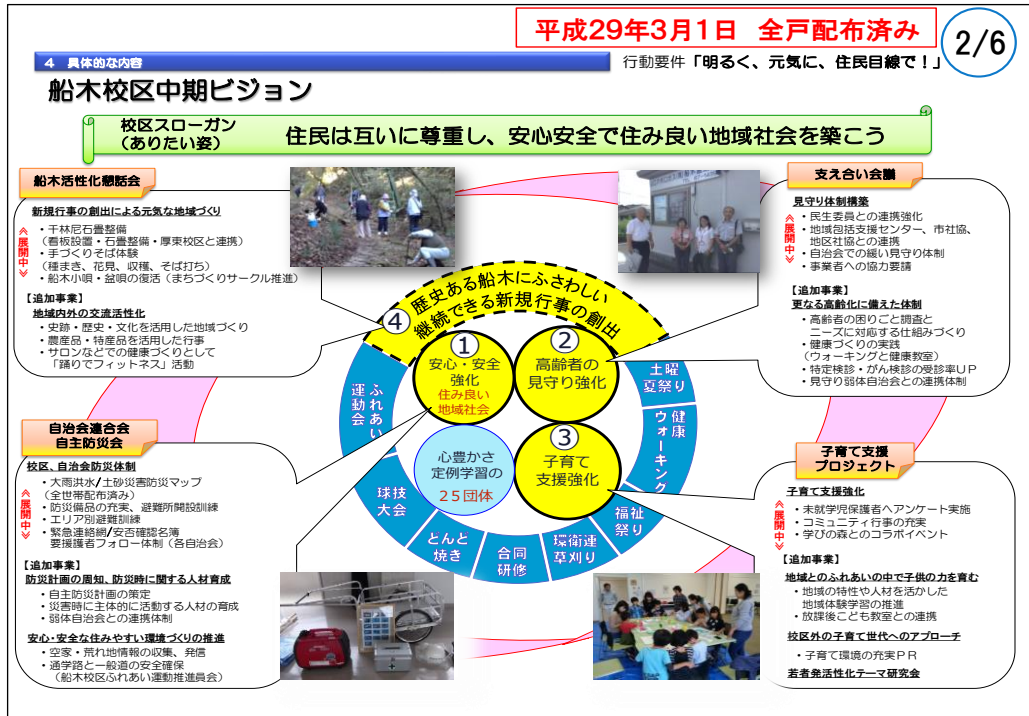 平成29年3月1日 全戸配布済み
2/6
4 具体的な内容
行動要件「明るく、元気に、住民目線で!」
船木校区中期ビジョン
校区スローガン
(ありたい姿)
住民は互いに尊重し、安心安全で住み良い地域社会を築こう
船木活性化懇話会
新規行事の創出による元気な地域づくり
≪展開中≫
・千林尼石畳整備
(看板設置・石畳整備・厚東校区と連携)
・手づくりそば体験
(種まき、花見、収穫、そば打ち)
・船木小唄・盆唄の復活(まちづくりサークル推進)
【追加事業】
地域内外の交流活性化
・史跡・歴史・文化を活用した地域づくり
・農産品・特産品を活用した行事
・サロンなどでの健康づくりとして
「踊りでフィットネス」活動
支え合い会議
見守り体制構築
≪展開中≫
・民生委員との連携強化
・地域包括支援センター、市社協、
地区社協との連携
・自治会での緩い見守り体制
・事業者への協力要請
【追加事業】
更なる高齢化に備えた体制
・高齢者の困りごと調査と
ニーズに対応する仕組みづくり
・健康づくりの実践
(ウォーキングと健康教室)
・特定検診・がん検診の受診率UP
・見守り弱体自治会との連携体制
④
歴史ある船木にふさわしい
継続できる新規行事の創出
①
安心・安全
強化
住み良い
地域社会
②
高齢者の
見守り強化
③
子育て
支援強化
心豊かさ
定例学習の
25団体
ふれあい
運動会
球技
大会
とんと
焼き
合同
研修
環衛連
草刈り
福祉
祭り
健康
ウォーキング
土曜
夏祭り
自治会連合会
自主防災会
校区、自治会防災体制
≪展開中≫
・大雨洪水/土砂災害防災マップ
(全世帯配布済み)
・防災備品の充実、避難所開設訓練
・エリア別避難訓練
・緊急連絡網/安否確認名簿
要援護者フォロー体制(各自治会)
【追加事業】
防災計画の周知、防災時に関する人材育成
・自主防災計画の策定
・災害時に主体的に活動する人材の育成
・弱体自治会との連携体制
安心・安全な住みやすい環境づくりの推進
・空家・荒れ地情報の収集、発信
・通学路と一般道の安全確保
(船木校区ふれあい運動推進員会)
子育て支援
プロジェクト
子育て支援強化
≪展開中≫
・未就学児保護者へアンケート実施
・コミュニティ行事の充実
・学びの森とのコラボイベント
【追加事業】
地域とのふれあいの中で子供の力を育む
・地域の特性や人材を活かした
地域体験学習の推進
・放課後こども教室との連携
校区外の子育て世代へのアプローチ
・子育て環境の充実PR
若者発活性化テーマ研究会